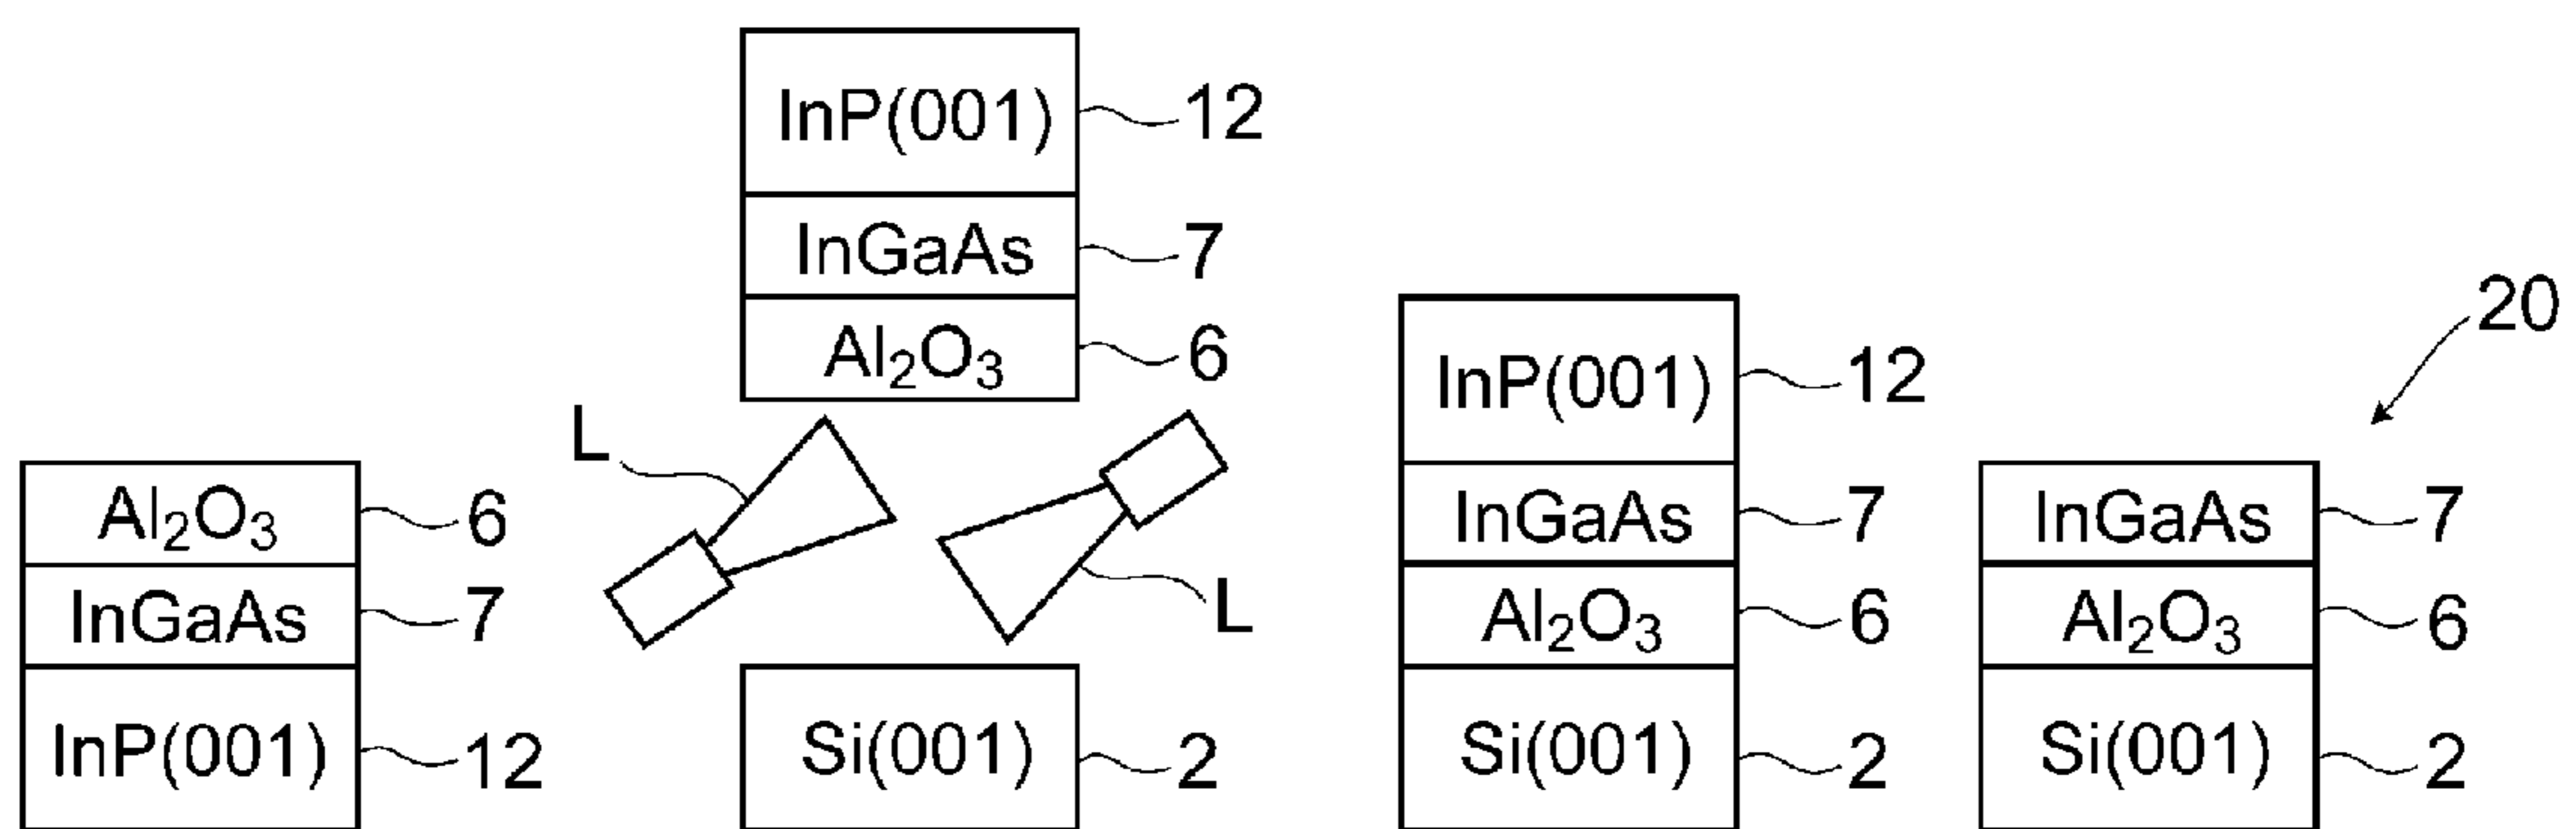 Al₂O₃ 6
InGaAs 7
InP(001) 12
InP(001) 12
InGaAs 7
Al₂O₃ 6
L
L
Si(001) 2
InP(001) 12
InGaAs 7
Al₂O₃ 6
Si(001) 2
20
InGaAs 7
Al₂O₃ 6
Si(001) 2